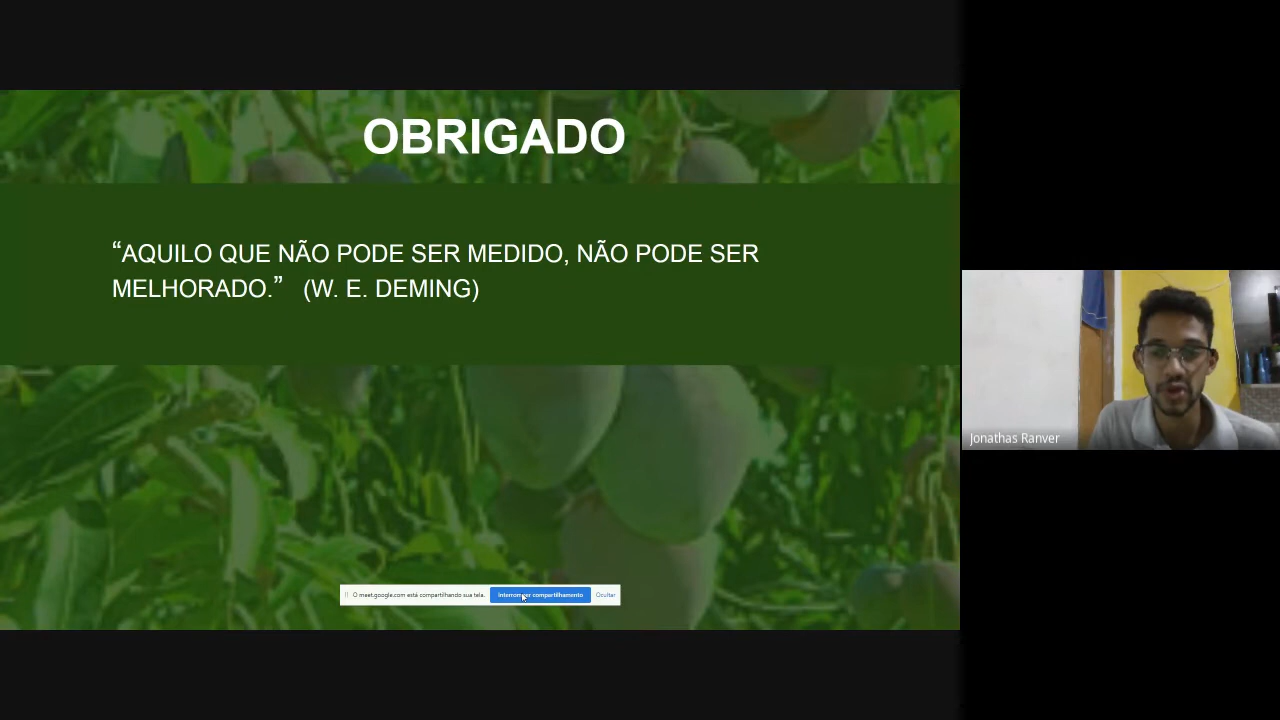 OBRIGADO
“AQUILO QUE NÃO PODE SER MEDIDO, NÃO PODE SER
MELHORADO.” (W. E. DEMING)
Jonathas Ranver
O meet.google.com está compartilhando sua tela. Interromper compartilhamento Ocultar